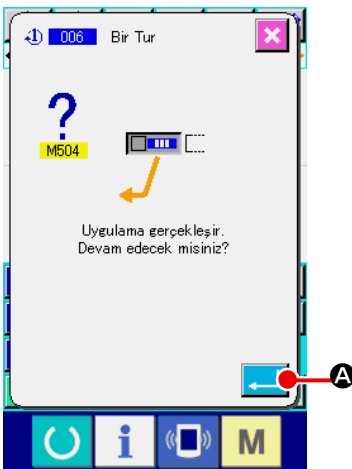 006 Bir Tur
?
M504
Uygulama gerçekleşir.
Devam edecek misiniz?
A
i M